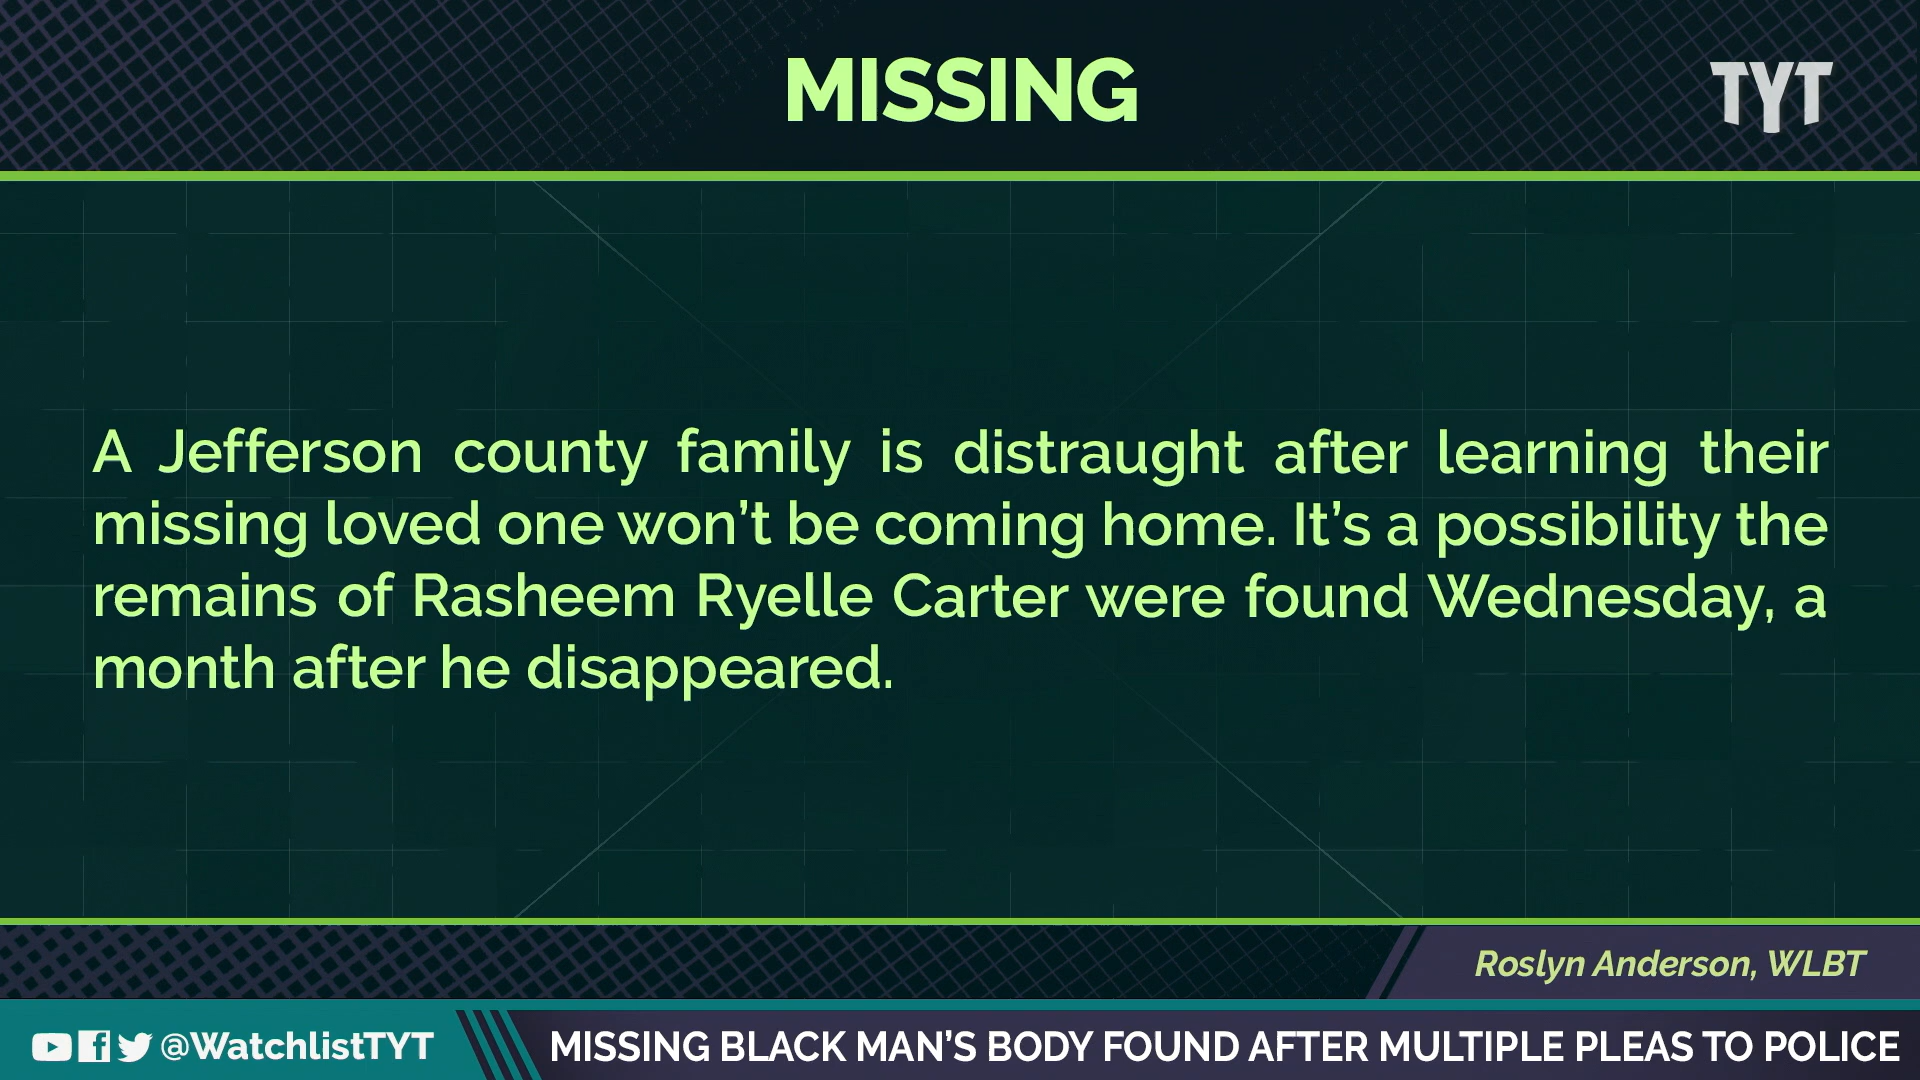 MISSING
TYT
A Jefferson county family is distraught after learning their
missing loved one won’t be coming home. It’s a possibility the
remains of Rasheem Ryelle Carter were found Wednesday, a
month after he disappeared.
Roslyn Anderson, WLBT
@WatchlistTYT
MISSING BLACK MAN’S BODY FOUND AFTER MULTIPLE PLEAS TO POLICE